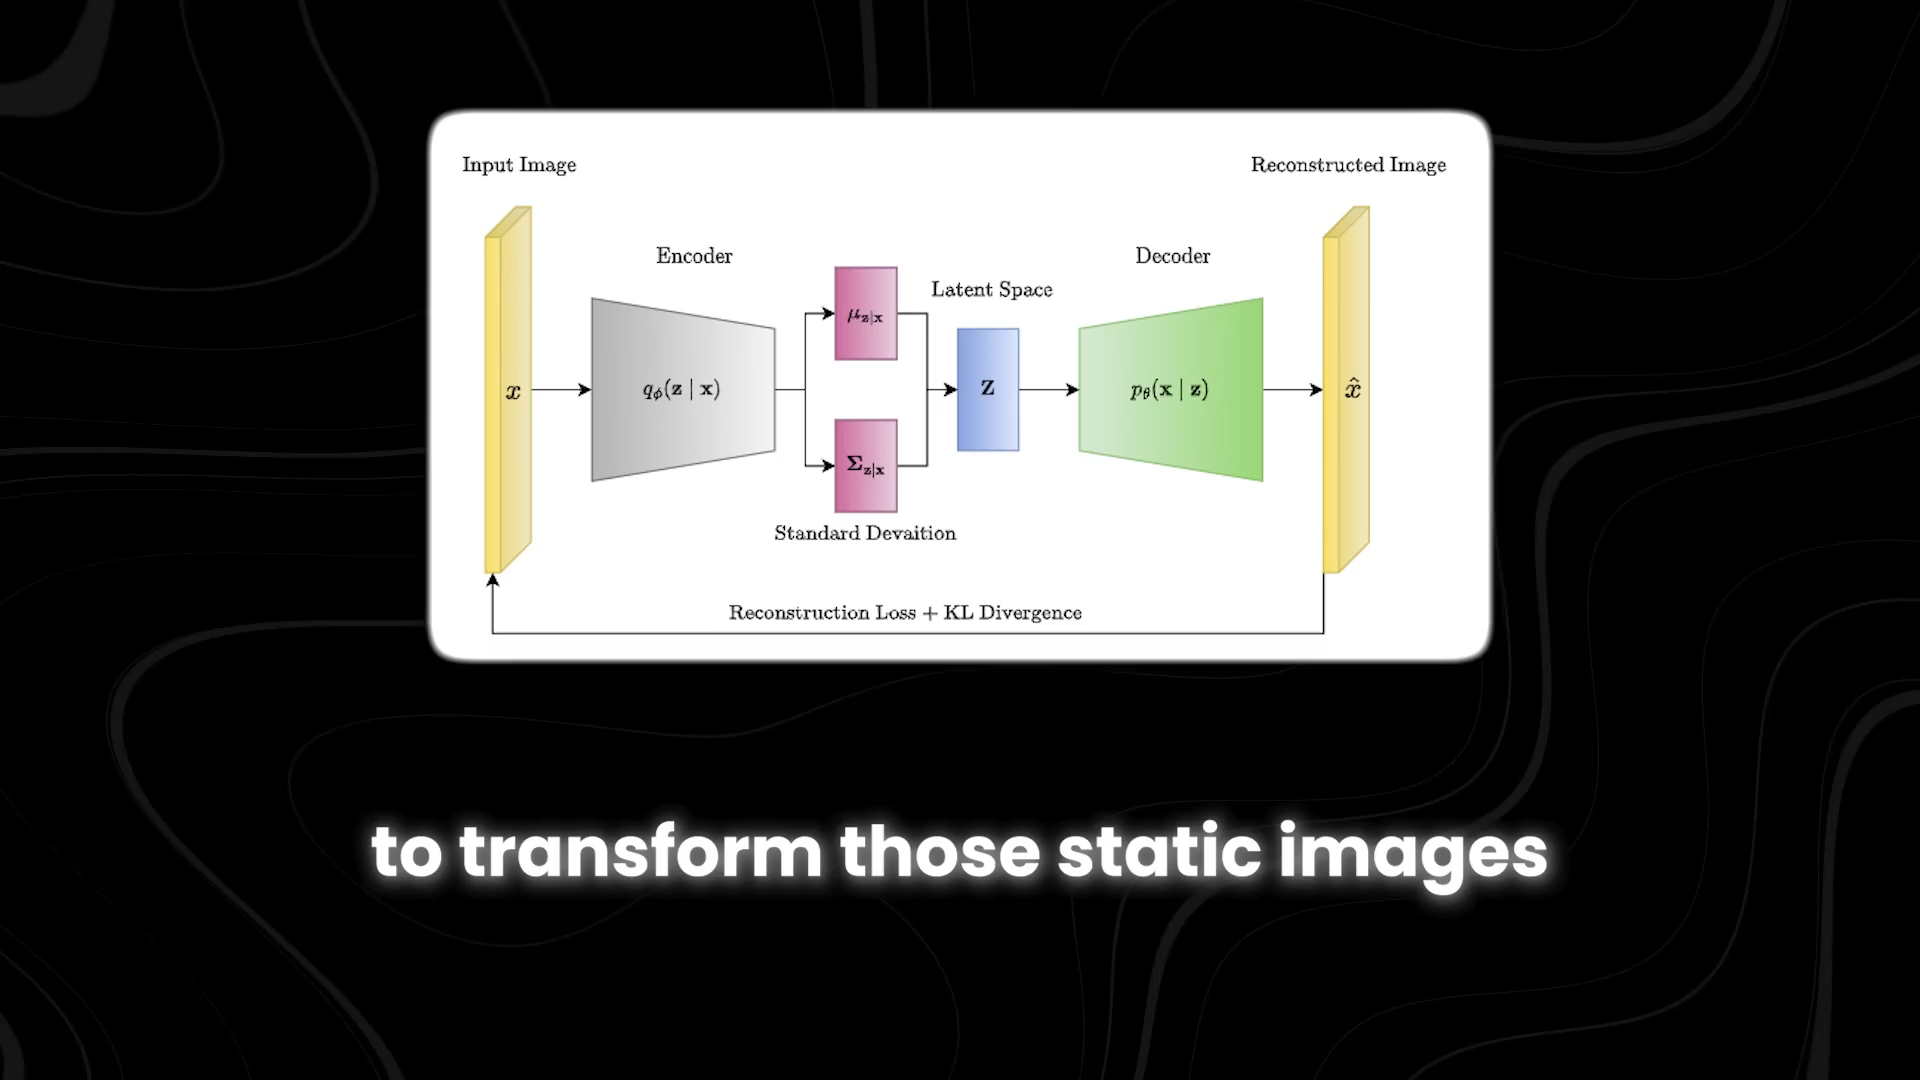 Input Image
Reconstructed Image
Encoder
Decoder
Latent Space
μz|x
x
qϕ(z | x)
z
pθ(x | z)
x̂
Σz|x
Standard Devaition
Reconstruction Loss + KL Divergence
to transform those static images